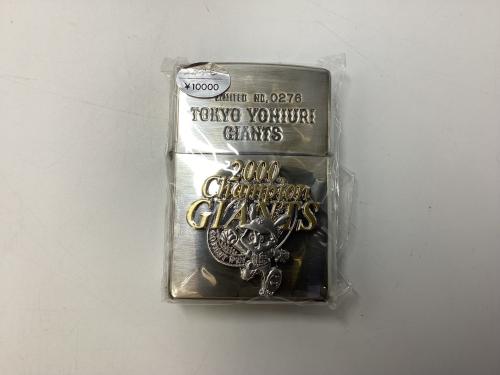 ¥10000
LIMITED NO. 0276
TOKYO YOMIURI
GIANTS
2000
Champion
GIANTS